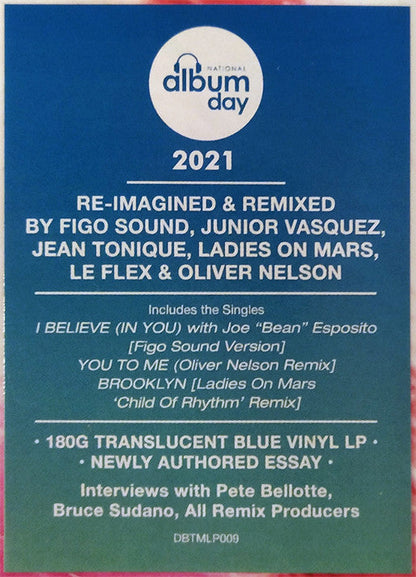 NATIONAL
album
day
2021
RE-IMAGINED & REMIXED
BY FIGO SOUND, JUNIOR VASQUEZ,
JEAN TONIQUE, LADIES ON MARS,
LE FLEX & OLIVER NELSON
Includes the Singles
I BELIEVE (IN YOU) with Joe “Bean” Esposito
[Figo Sound Version]
YOU TO ME (Oliver Nelson Remix]
BROOKLYN [Ladies On Mars
‘Child Of Rhythm’ Remix]
• 180G TRANSLUCENT BLUE VINYL LP •
• NEWLY AUTHORED ESSAY •
Interviews with Pete Bellotte,
Bruce Sudano, All Remix Producers
DBTMLP009